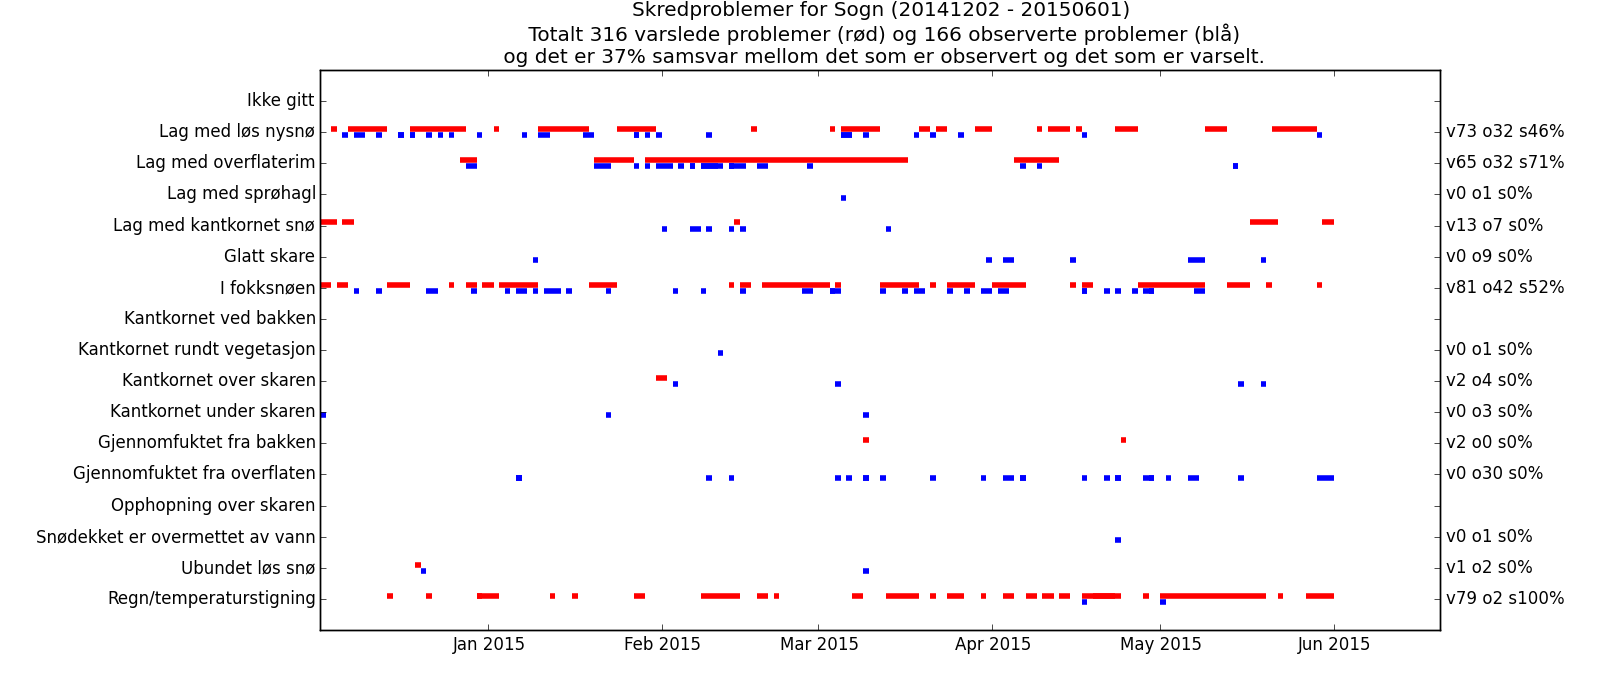 Skredproblemer for Sogn (20141202 - 20150601)
Totalt 316 varslede problemer (rød) og 166 observerte problemer (blå)
og det er 37% samsvar mellom det som er observert og det som er varselt.
Ikke gitt
Lag med løs nysnø v73 o32 s46%
Lag med overflaterim v65 o32 s71%
Lag med sprøhagl v0 o1 s0%
Lag med kantkornet snø v13 o7 s0%
Glatt skare v0 o9 s0%
I fokksnøen v81 o42 s52%
Kantkornet ved bakken
Kantkornet rundt vegetasjon v0 o1 s0%
Kantkornet over skaren v2 o4 s0%
Kantkornet under skaren v0 o3 s0%
Gjennomfuktet fra bakken v2 o0 s0%
Gjennomfuktet fra overflaten v0 o30 s0%
Opphopning over skaren
Snødekket er overmettet av vann v0 o1 s0%
Ubundet løs snø v1 o2 s0%
Regn/temperaturstigning v79 o2 s100%
Jan 2015 Feb 2015 Mar 2015 Apr 2015 May 2015 Jun 2015